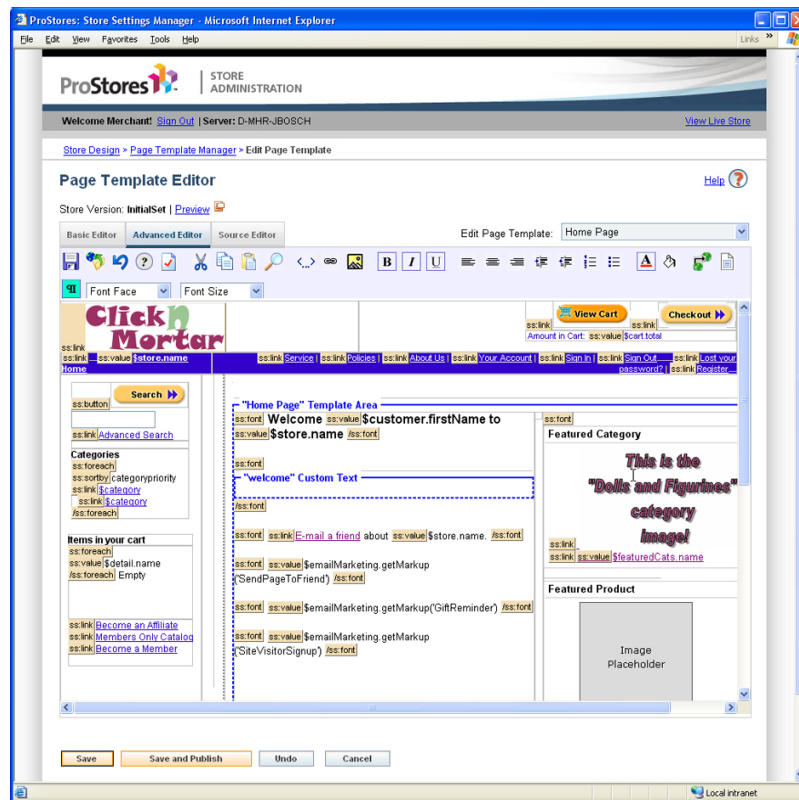 ProStores: Store Settings Manager - Microsoft Internet Explorer
File Edit View Favorites Tools Help
Links »
ProStores
STORE
ADMINISTRATION
Welcome Merchant! Sign Out | Server: D-MHR-JBOSCH
View Live Store
Store Design > Page Template Manager > Edit Page Template
Page Template Editor
Help ?
Store Version: InitialSet | Preview
Basic Editor Advanced Editor Source Editor
Edit Page Template: Home Page
B I U
A
Font Face Font Size
Click n
Mortar
ss:link
View Cart
ss:link
Checkout
ss:link
Amount in Cart: ss:value $cart.total
ss:link ss:value $store.name
Home
ss:link Service | ss:link Policies | ss:link About Us | ss:link Your Account | ss:link Sign In | ss:link Sign Out ss:link Lost your
password? | ss:link Register
Search
ss:button
ss:link Advanced Search
Categories
ss:foreach
ss:sortby categorypriority
ss:link $category
ss:link $category
/ss:foreach
Items in your cart
ss:foreach
ss:value $detail.name
/ss:foreach Empty
ss:link Become an Affiliate
ss:link Members Only Catalog
ss:link Become a Member
"Home Page" Template Area
ss:font Welcome ss:value $customer.firstName to
ss:value $store.name /ss:font
ss:font
"welcome" Custom Text
/ss:font
ss:font ss:link E-mail a friend about ss:value $store.name. /ss:font
ss:font ss:value $emailMarketing.getMarkup
('SendPageToFriend') /ss:font
ss:font ss:value $emailMarketing.getMarkup('GiftReminder') /ss:font
ss:font ss:value $emailMarketing.getMarkup
('SiteVisitorSignup') /ss:font
ss:font
Featured Category
This is the
"Dolls and Figurines"
category
image!
ss:link
ss:link ss:value $featuredCats.name
Featured Product
Image
Placeholder
Save Save and Publish Undo Cancel
Local intranet